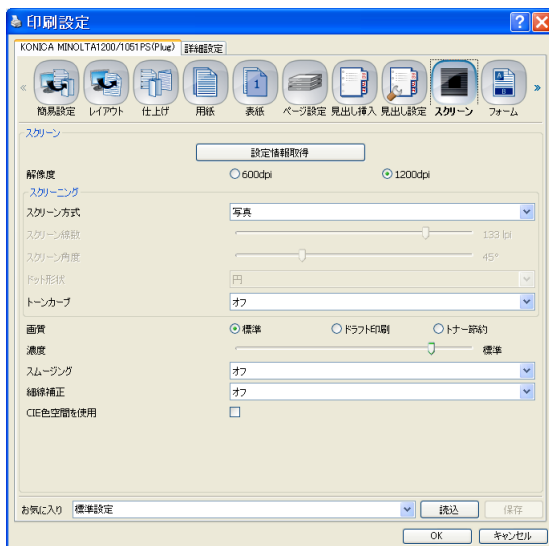 印刷設定
KONICA MINOLTA1200/1051PS(Plug) 詳細設定
簡易設定 レイアウト 仕上げ 用紙 表紙 ページ設定 見出し挿入 見出し設定 スクリーン フォーム
スクリーン
設定情報取得
解像度 600dpi 1200dpi
スクリーニング
スクリーン方式 写真
スクリーン線数 133 lpi
スクリーン角度 45°
ドット形状 円
トーンカーブ オフ
画質 標準 ドラフト印刷 トナー節約
濃度 標準
スムージング オフ
細線補正 オフ
CIE色空間を使用
お気に入り 標準設定 読込 保存
OK キャンセル